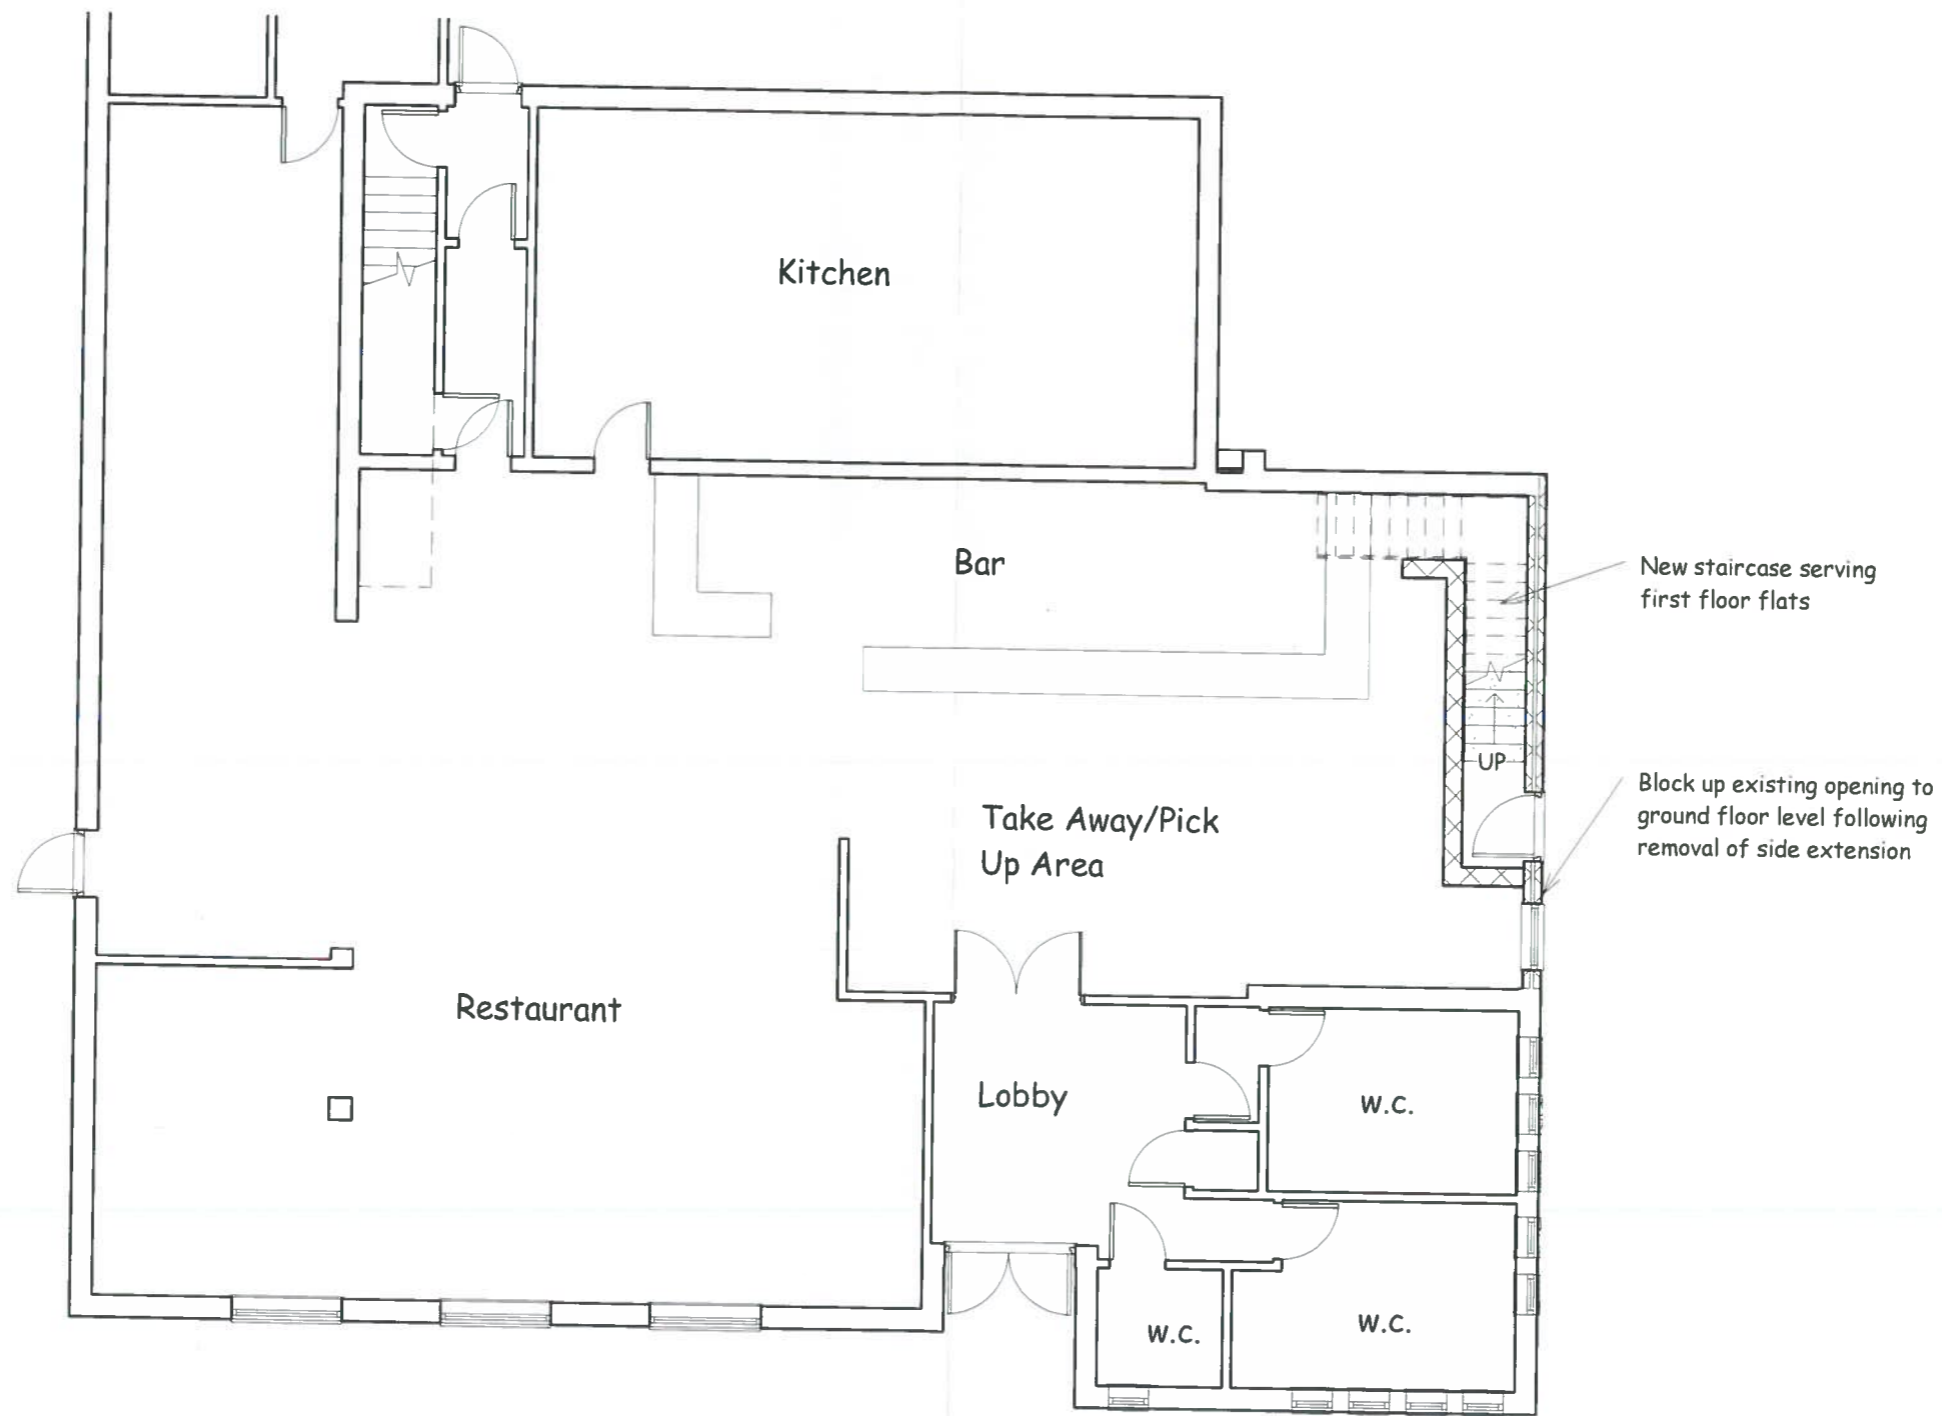 Kitchen
Bar
New staircase serving
first floor flats
UP
Block up existing opening to
ground floor level following
removal of side extension
Take Away/Pick
Up Area
Restaurant
Lobby
W.C.
W.C.
W.C.